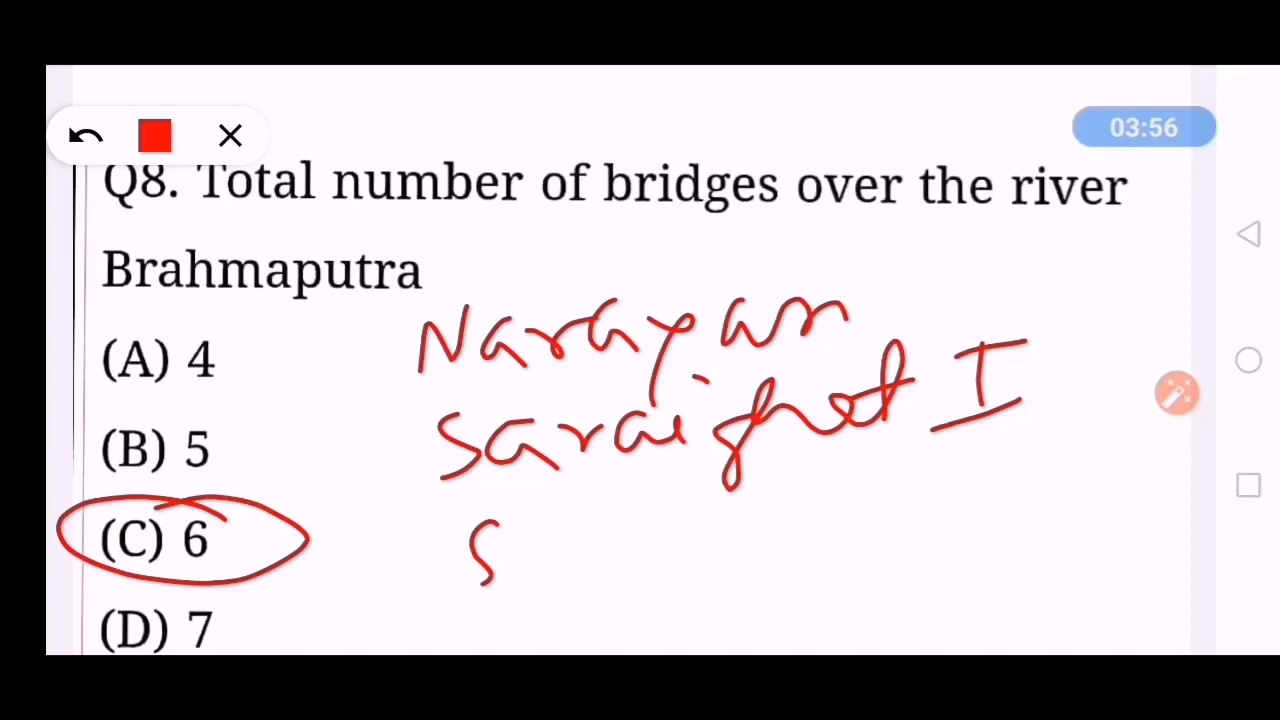 03:56
Q8. Total number of bridges over the river
Brahmaputra
Narayan
(A) 4
Saraighat I
(B) 5
(C) 6
S
(D) 7